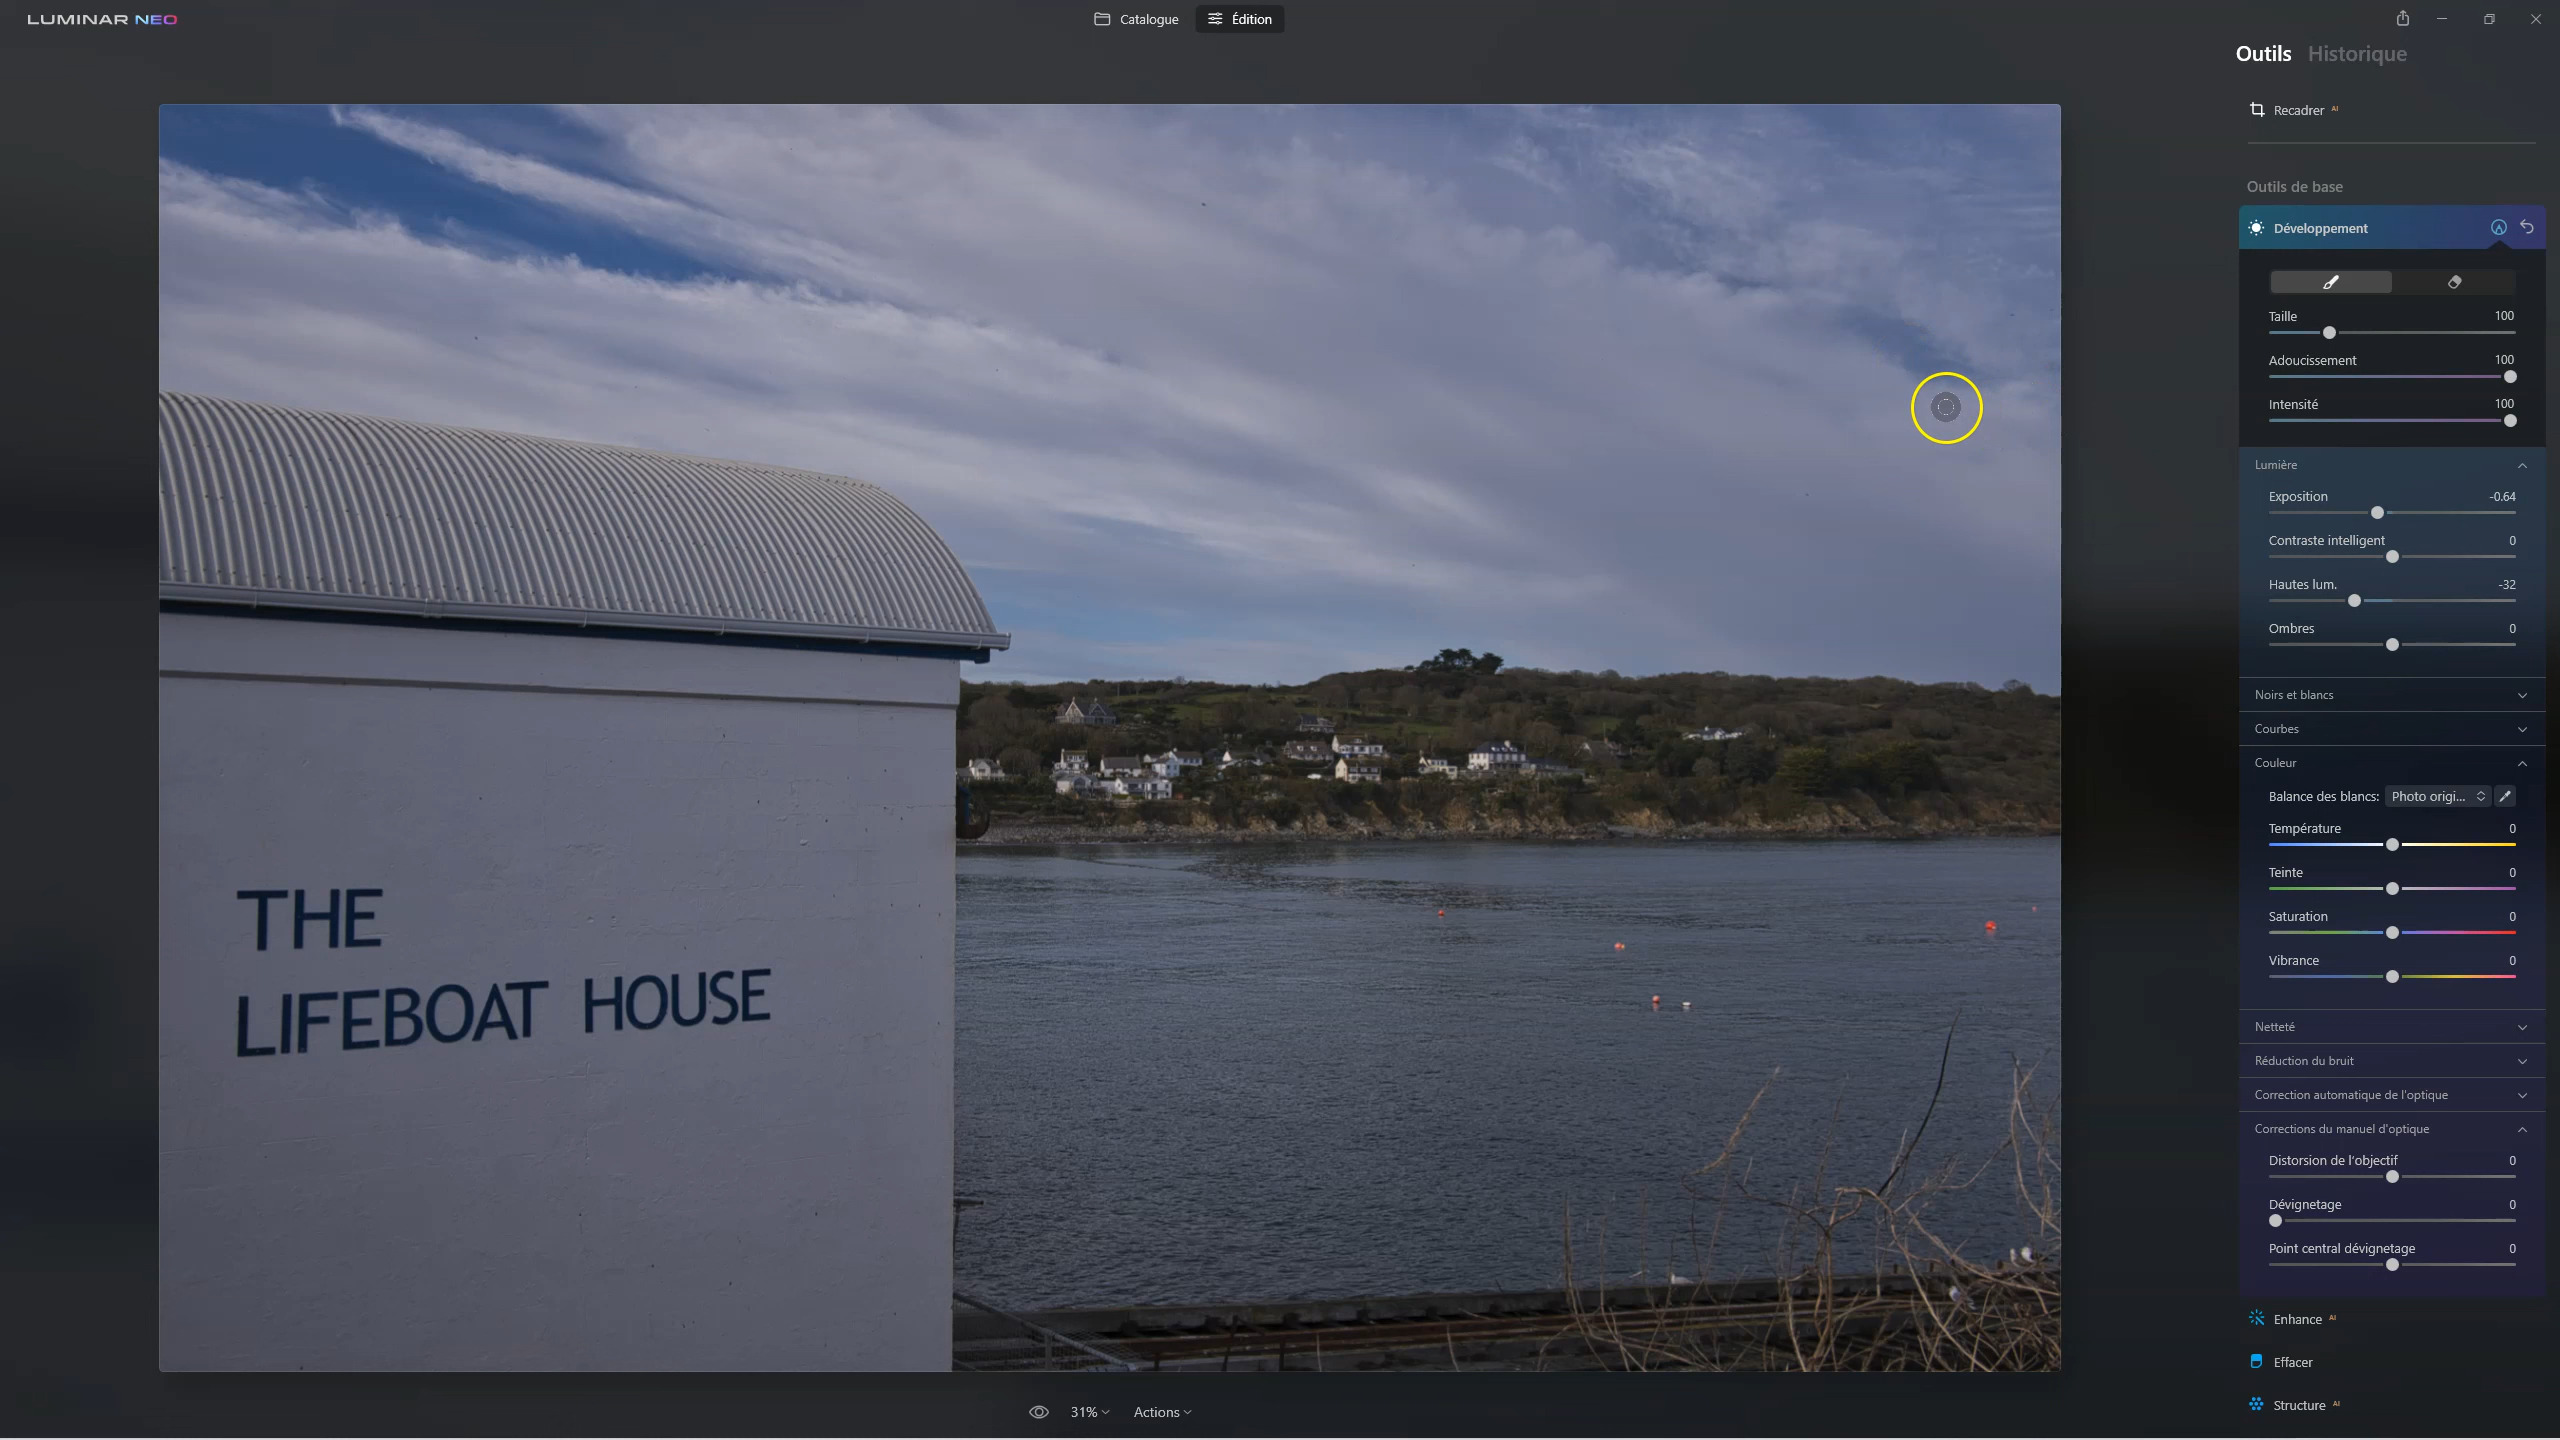 LUMINAR NEO
Catalogue
Édition
Outils Historique
Recadrer AI
Outils de base
Développement
Taille 100
Adoucissement 100
Intensité 100
Lumière
Exposition -0.64
Contraste intelligent 0
Hautes lum. -32
Ombres 0
Noirs et blancs
Courbes
Couleur
Balance des blancs: Photo origi...
Température 0
Teinte 0
Saturation 0
Vibrance 0
Netteté
Réduction du bruit
Correction automatique de l'optique
Corrections du manuel d'optique
Distorsion de l'objectif 0
Dévignetage 0
Point central dévignetage 0
Enhance AI
Effacer
Structure AI
THE
LIFEBOAT HOUSE
31%
Actions